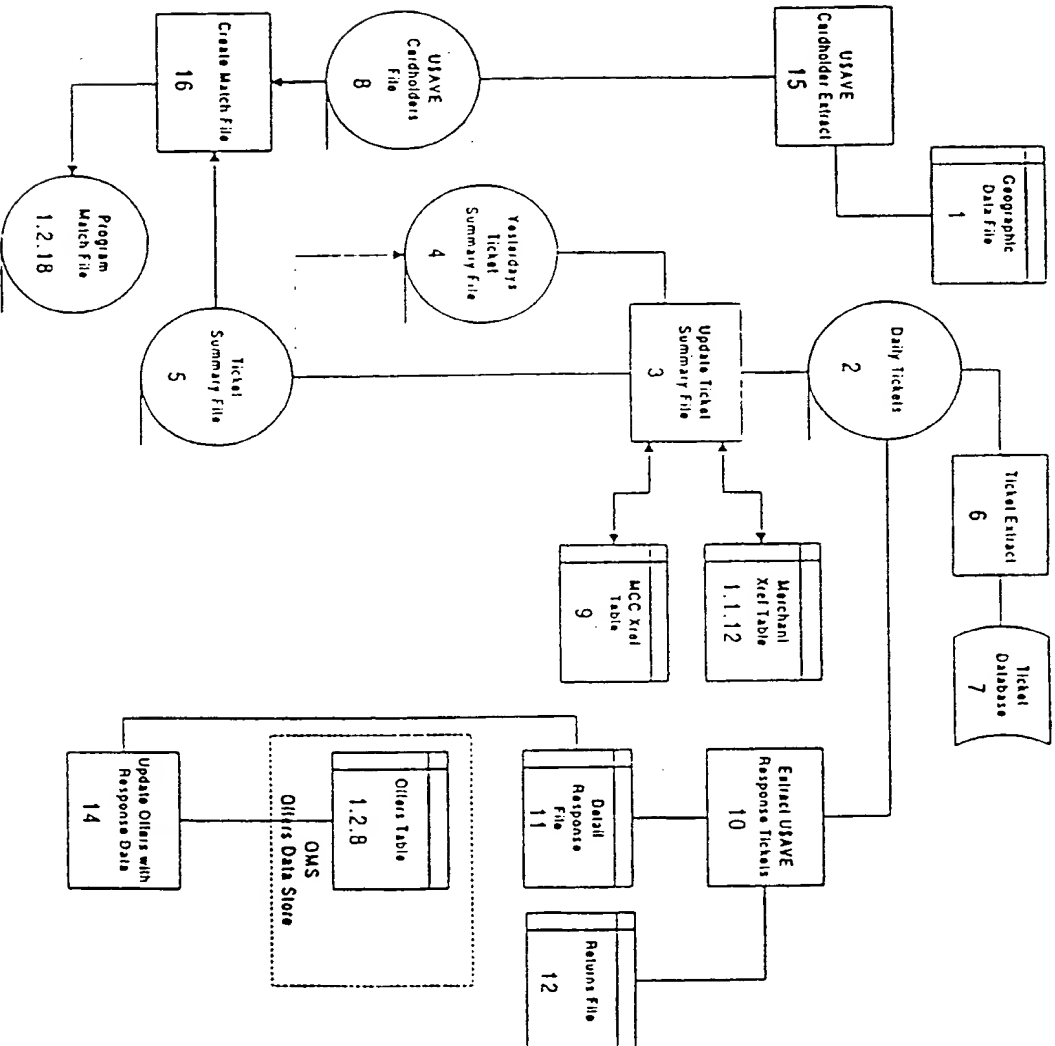 Geographic
Data File
1
USAVE
Cardholder Extract
15
USAVE
Cardholders
File
8
Create Match File
16
Program
Match File
1.2.18
Yesterdays
Ticket
Summary File
4
Ticket
Summary File
5
Update Ticket
Summary File
3
Daily Tickets
2
Ticket Extract
6
Ticket
Database
7
Merchant
Xref Table
1.1.12
MCC Xref
Table
9
Extract USAVE
Response Tickets
10
Detail
Response
File
11
Returns File
12
Offers Table
1.2.8
OMS
Offers Data Store
Update Offers with
Response Data
14